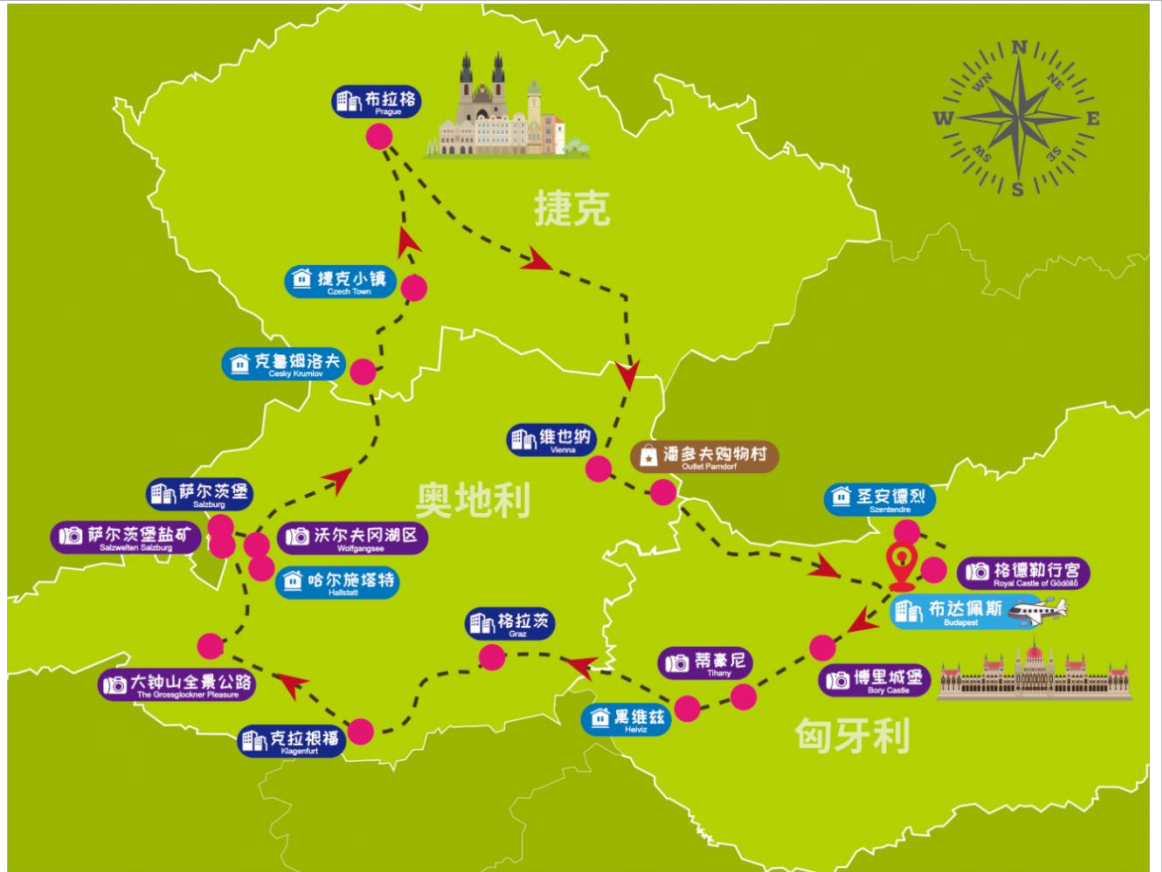 布拉格
Prague
N
WN
NE
W
E
SW
SE
S
捷克
捷克小镇
Czech Town
克鲁姆洛夫
Cesky Krumlov
维也纳
Vienna
潘多夫购物村
Outlet Parndorf
萨尔茨堡
Salzburg
奥地利
圣安德烈
Szentendre
萨尔茨堡盐矿
Salzwelten Salzburg
沃尔夫冈湖区
Wolfgangsee
哈尔施塔特
Hallstatt
格德勒行宫
Royal Castle of Gödöllő
布达佩斯
Budapest
格拉茨
Graz
蒂豪尼
Tihany
大钟山全景公路
The Grossglockner Pleasure
博里城堡
Bory Castle
黑维兹
Heiviz
克拉根福
Klagenfurt
匈牙利